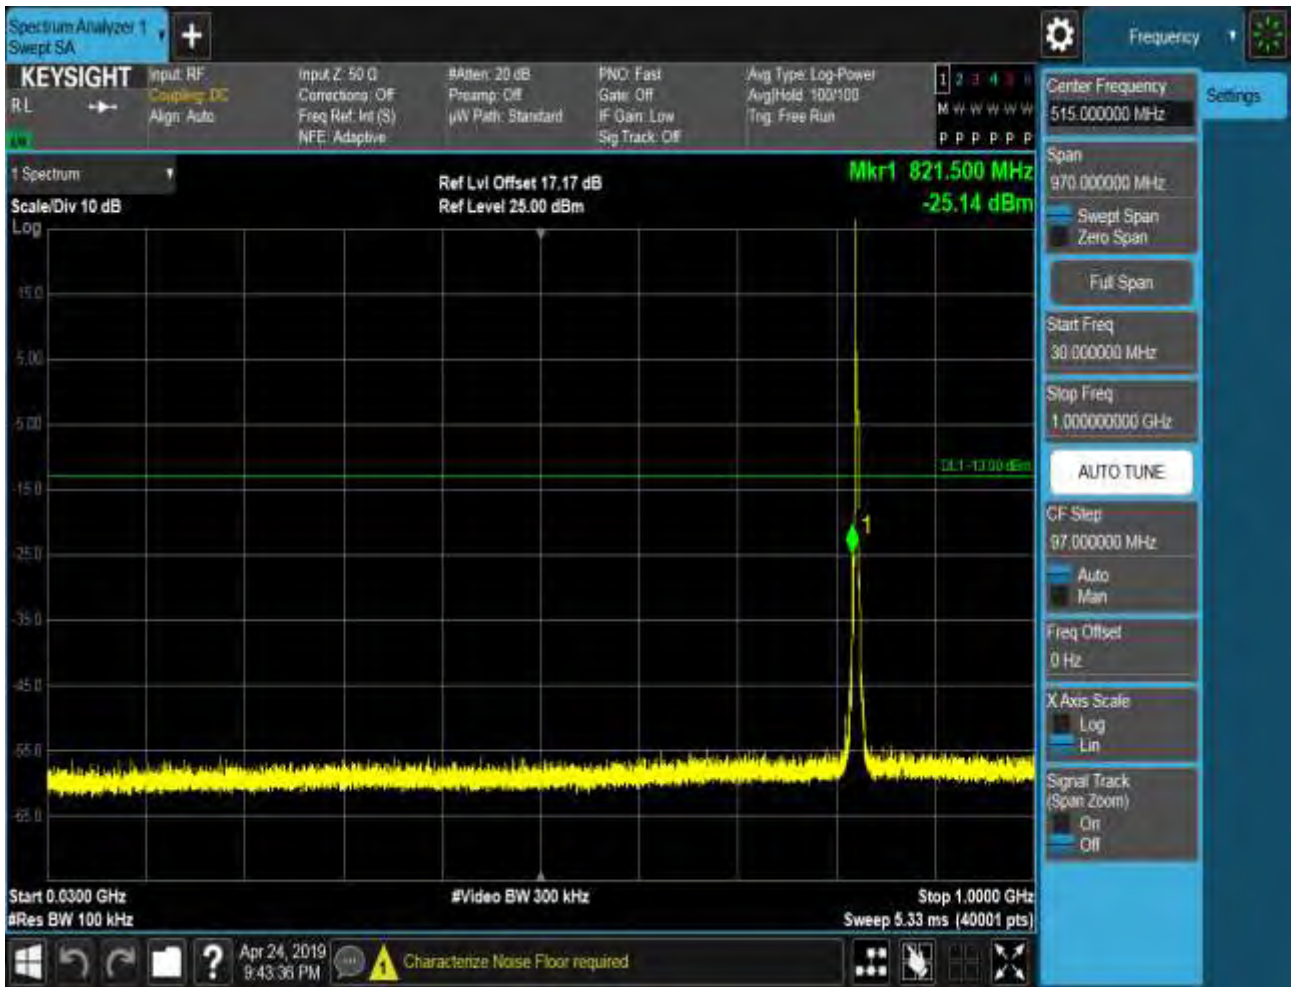 Spectrum Analyzer 1
Swept SA
Frequency
KEYSIGHT
RL
Input: RF
Coupling: DC
Align: Auto
Input Z: 50 Ω
Corrections: Off
Freq Ref: Int (S)
NFE: Adaptive
#Atten: 20 dB
Preamp: Off
µW Path: Standard
PNO: Fast
Gate: Off
IF Gain: Low
Sig Track: Off
Avg Type: Log-Power
Avg|Hold: 100/100
Trig: Free Run
1 2 3 4 5 6
M W W W W W
P P P P P P
1 Spectrum
Scale/Div 10 dB
Log
Ref Lvl Offset 17.17 dB
Ref Level 25.00 dBm
Mkr1 821.500 MHz
-25.14 dBm
15.0
5.00
-5.00
-15.0
-25.0
-35.0
-45.0
-55.0
-65.0
DL1 -13.00 dBm
1
Start 0.0300 GHz
#Res BW 100 kHz
#Video BW 300 kHz
Stop 1.0000 GHz
Sweep 5.33 ms (40001 pts)
Center Frequency
515.000000 MHz
Settings
Span
970.000000 MHz
Swept Span
Zero Span
Full Span
Start Freq
30.000000 MHz
Stop Freq
1.000000000 GHz
AUTO TUNE
CF Step
97.000000 MHz
Auto
Man
Freq Offset
0 Hz
X Axis Scale
Log
Lin
Signal Track
(Span Zoom)
On
Off
?
Apr 24, 2019
9:43:36 PM
1
Characterize Noise Floor required